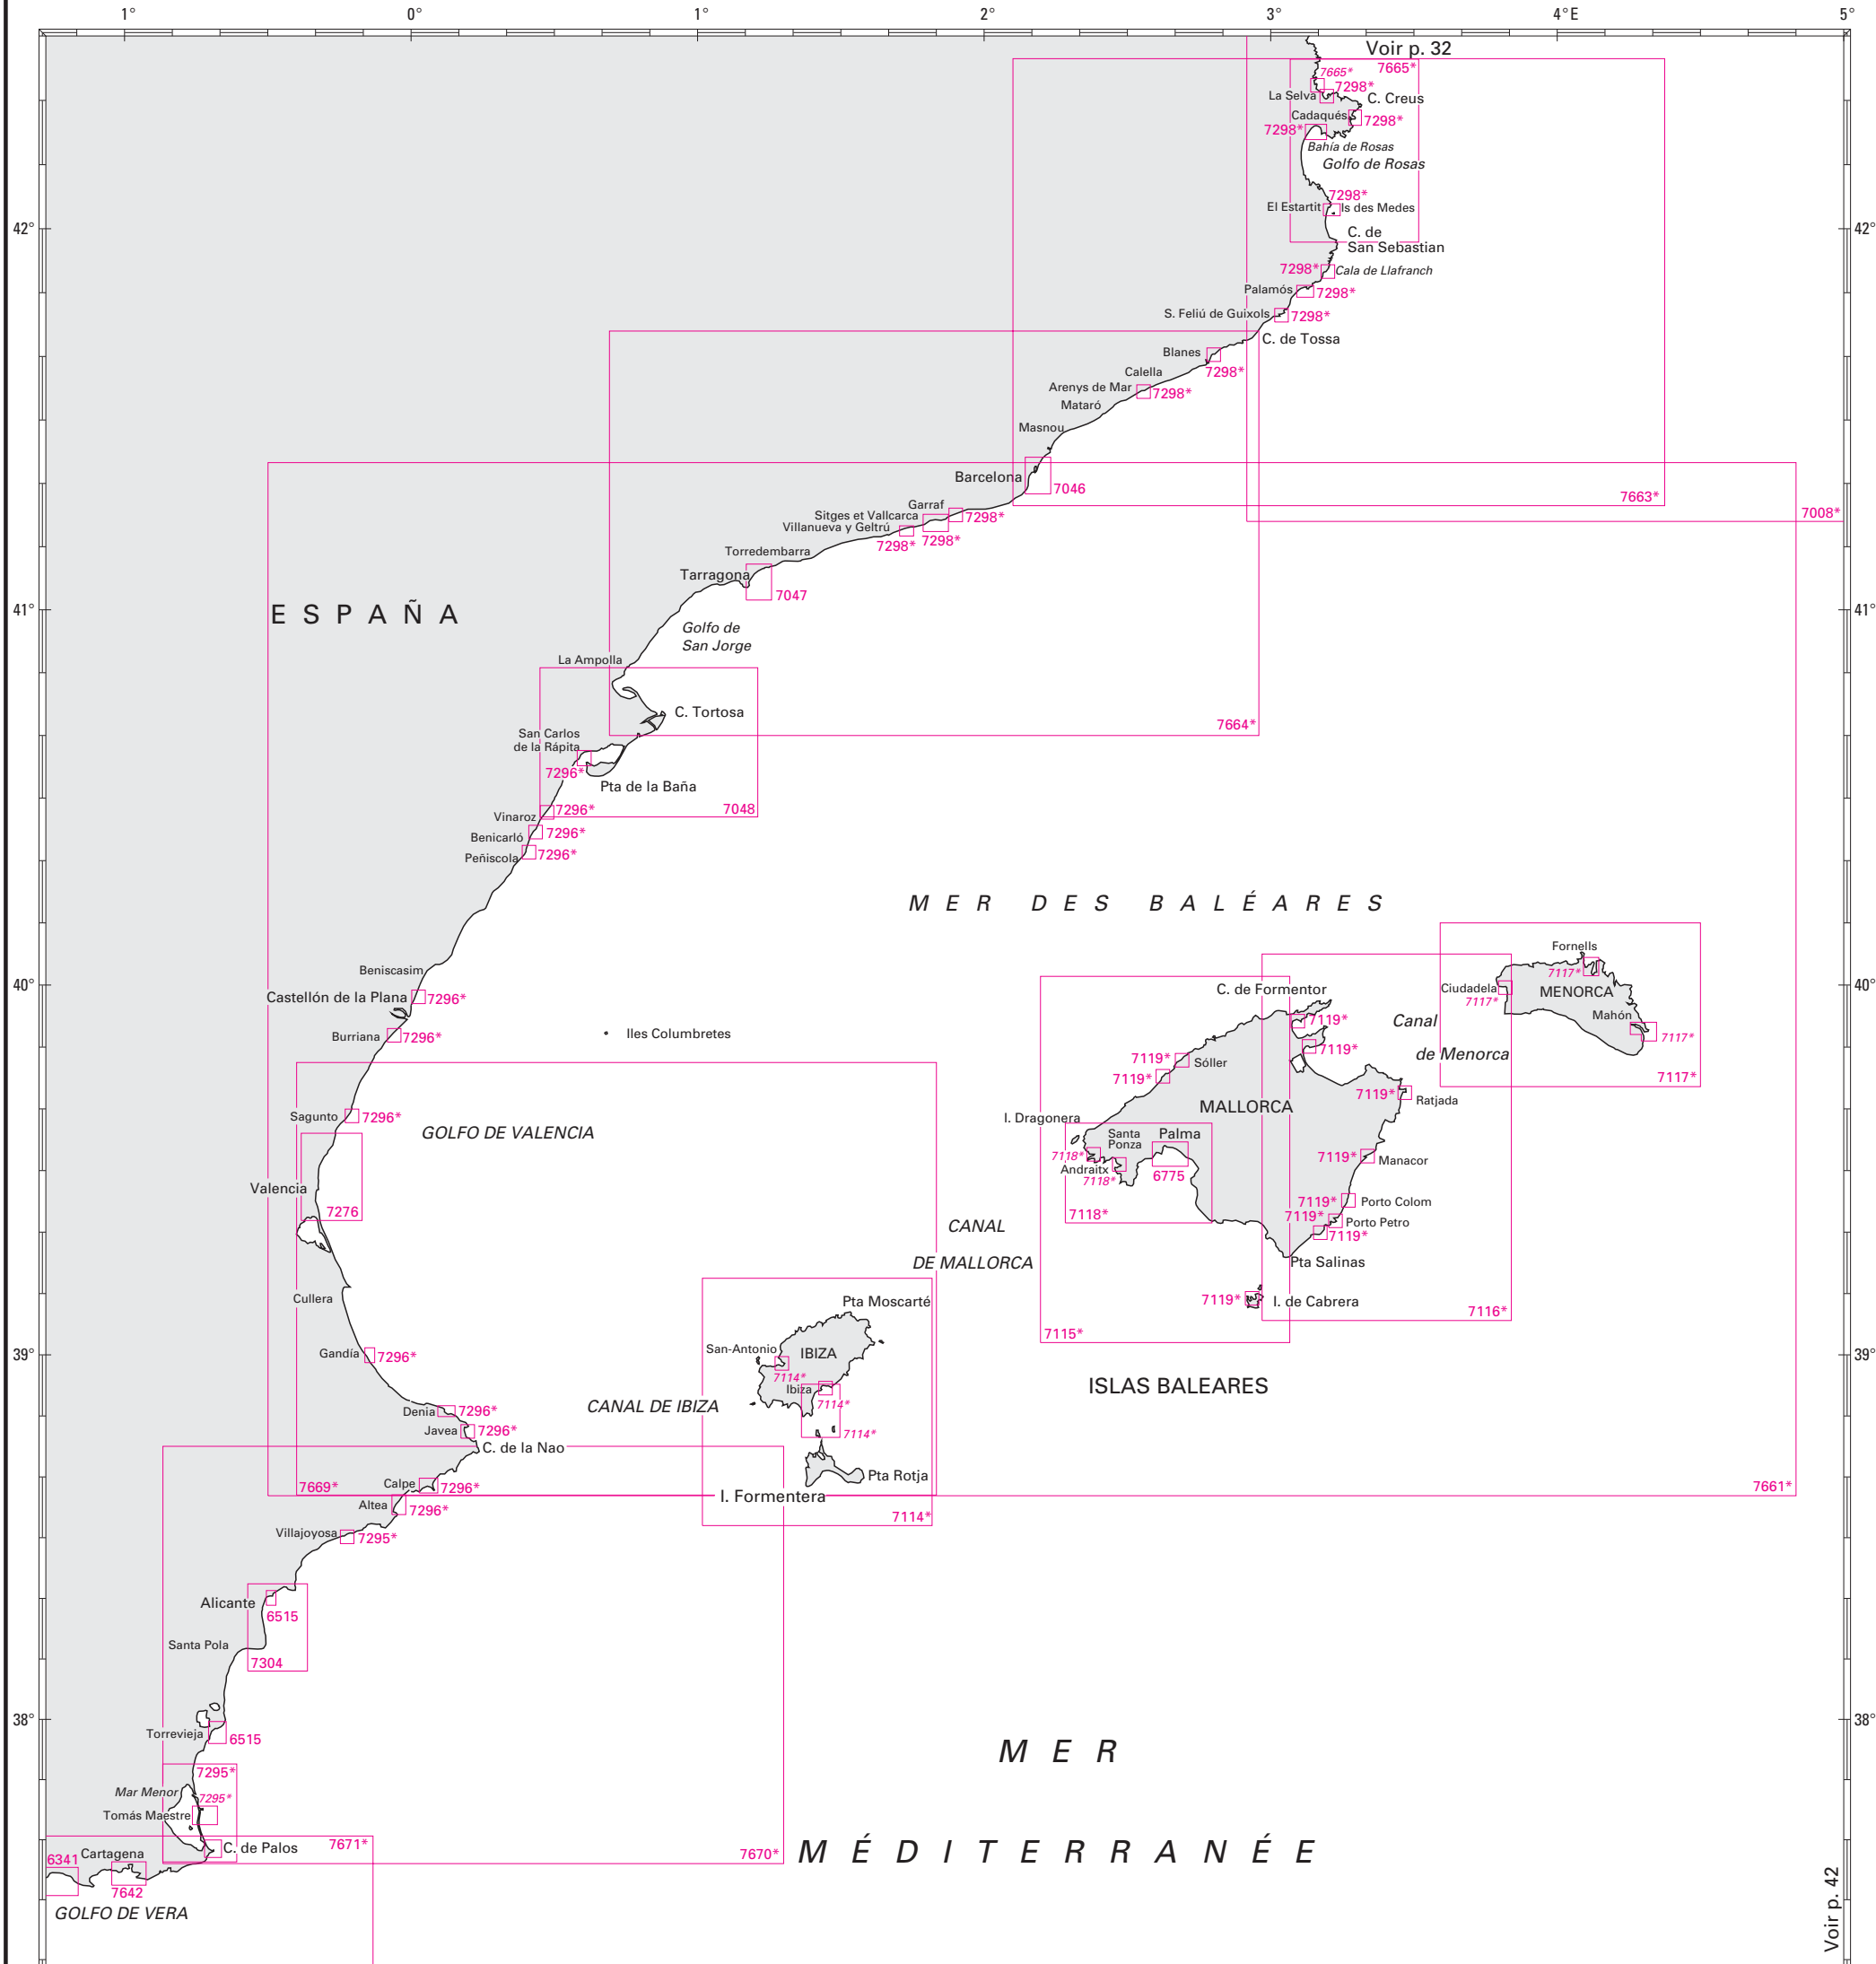 1°
0°
1°
2°
3°
4° E
5°
Voir p. 32
7665*
7665*
7298*
La Selva
C. Creus
Cadaqués
7298*
7298*
Bahía de Rosas
Golfo de Rosas
7298*
El Estartit
Is des Medes
42°
C. de
San Sebastian
7298*
Cala de Llafranch
Palamós
7298*
S. Feliú de Guixols
7298*
C. de Tossa
Blanes
7298*
Calella
Arenys de Mar
7298*
Mataró
Masnou
Barcelona
7046
7663*
7008*
Garraf
Sitges et Vallcarca
7298*
Villanueva y Geltrú
7298*
7298*
Torredembarra
Tarragona
7047
41°
41°
ESPAÑA
Golfo de
San Jorge
La Ampolla
C. Tortosa
7664*
San Carlos
de la Rápita
7296*
Pta de la Baña
7048
Vinaroz
7296*
Benicarló
7296*
Peñiscola
7296*
MER DES BALÉARES
Fornells
7117*
Beniscasim
40°
40°
Ciudadela
7117*
MENORCA
Mahón
7117*
7117*
Castellón de la Plana
7296*
C. de Formentor
7119*
Canal
de Menorca
Burriana
7296*
Iles Columbretes
7119*
7119*
Sóller
7119*
7119*
Ratjada
MALLORCA
Sagunto
7296*
I. Dragonera
GOLFO DE VALENCIA
Santa
Ponza
Palma
7118*
Andraitx
7118*
6775
7119*
Manacor
Valencia
7276
7118*
7119*
Porto Colom
7119*
Porto Petro
7119*
CANAL
DE MALLORCA
Pta Salinas
Cullera
Pta Moscarté
7119*
I. de Cabrera
7116*
7115*
39°
39°
Gandía
7296*
San-Antonio
IBIZA
7114*
Ibiza
7114*
7114*
ISLAS BALEARES
CANAL DE IBIZA
Denia
7296*
Javea
7296*
C. de la Nao
Pta Rotja
Calpe
7296*
7669*
7661*
I. Formentera
Altea
7296*
7114*
Villajoyosa
7295*
Alicante
6515
Santa Pola
7304
38°
38°
Torrevieja
6515
MER
7295*
Mar Menor
7295*
Tomás Maestre
C. de Palos
7671*
7670*
MÉDITERRANÉE
6341
Cartagena
7642
GOLFO DE VERA
Voir p. 42